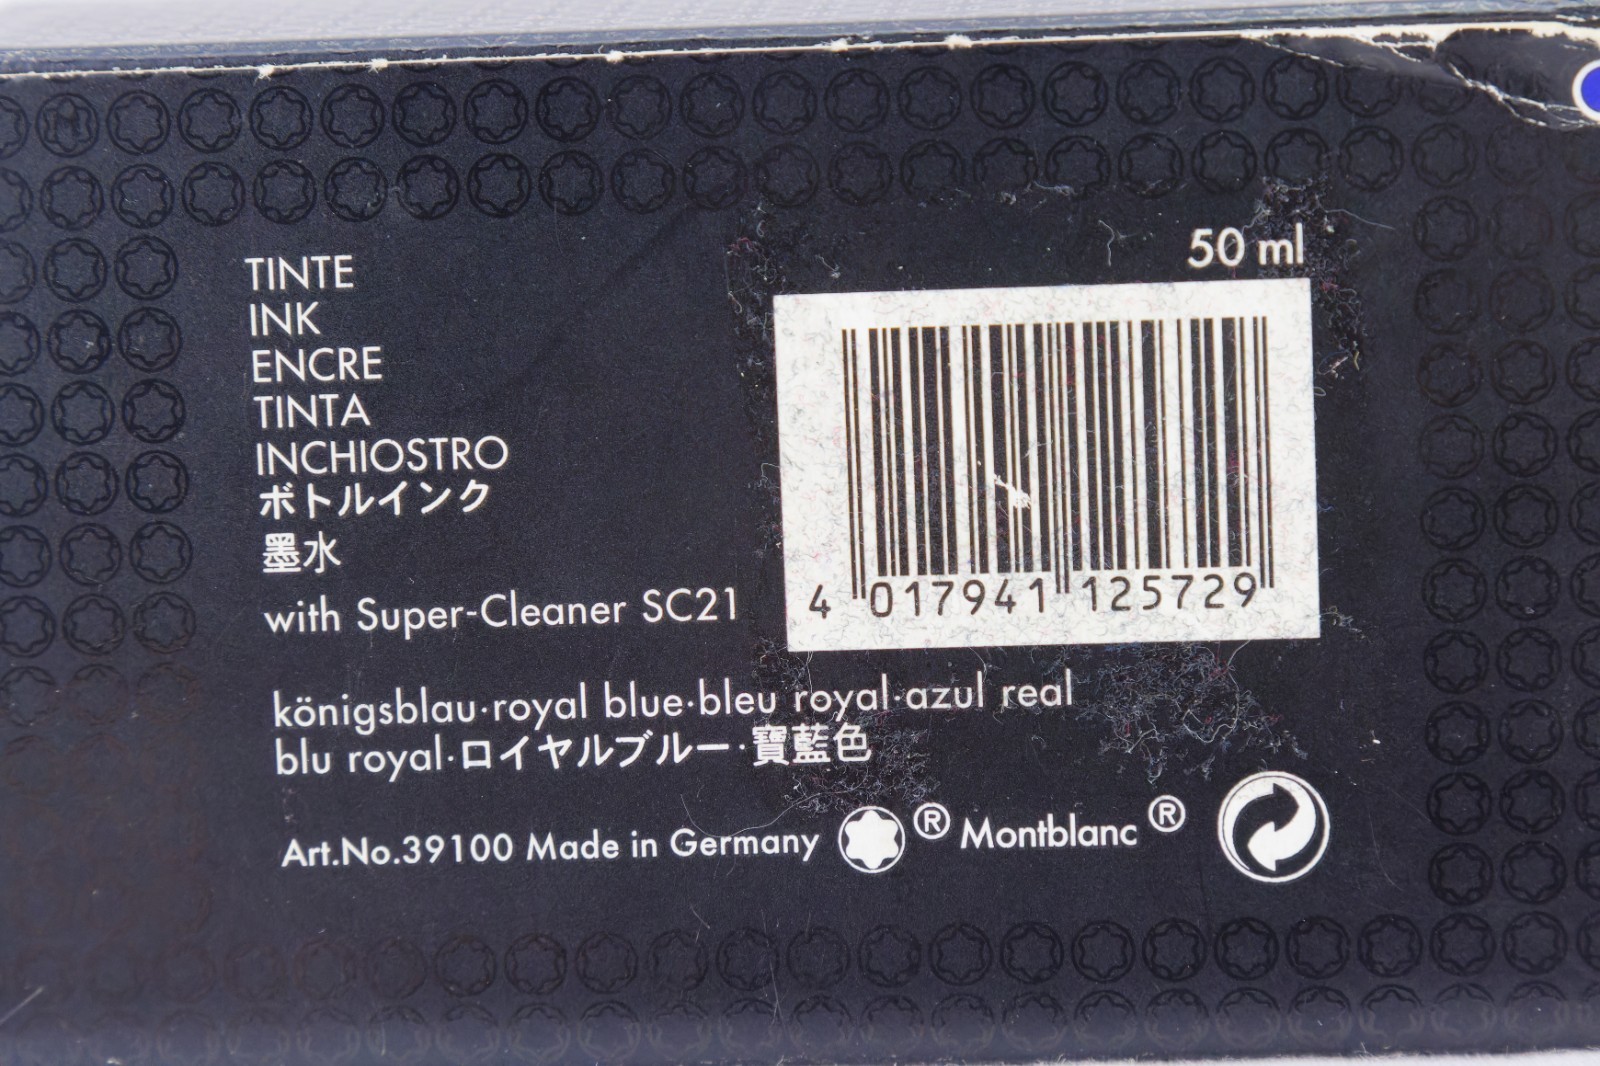 TINTE
INK
ENCRE
TINTA
INCHIOSTRO
ボトルインク
墨水
with Super-Cleaner SC21
50 ml
4 017941 125729
königsblau·royal blue·bleu royal·azul real
blu royal·ロイヤルブルー·寶藍色
Art.No.39100 Made in Germany ® Montblanc ®